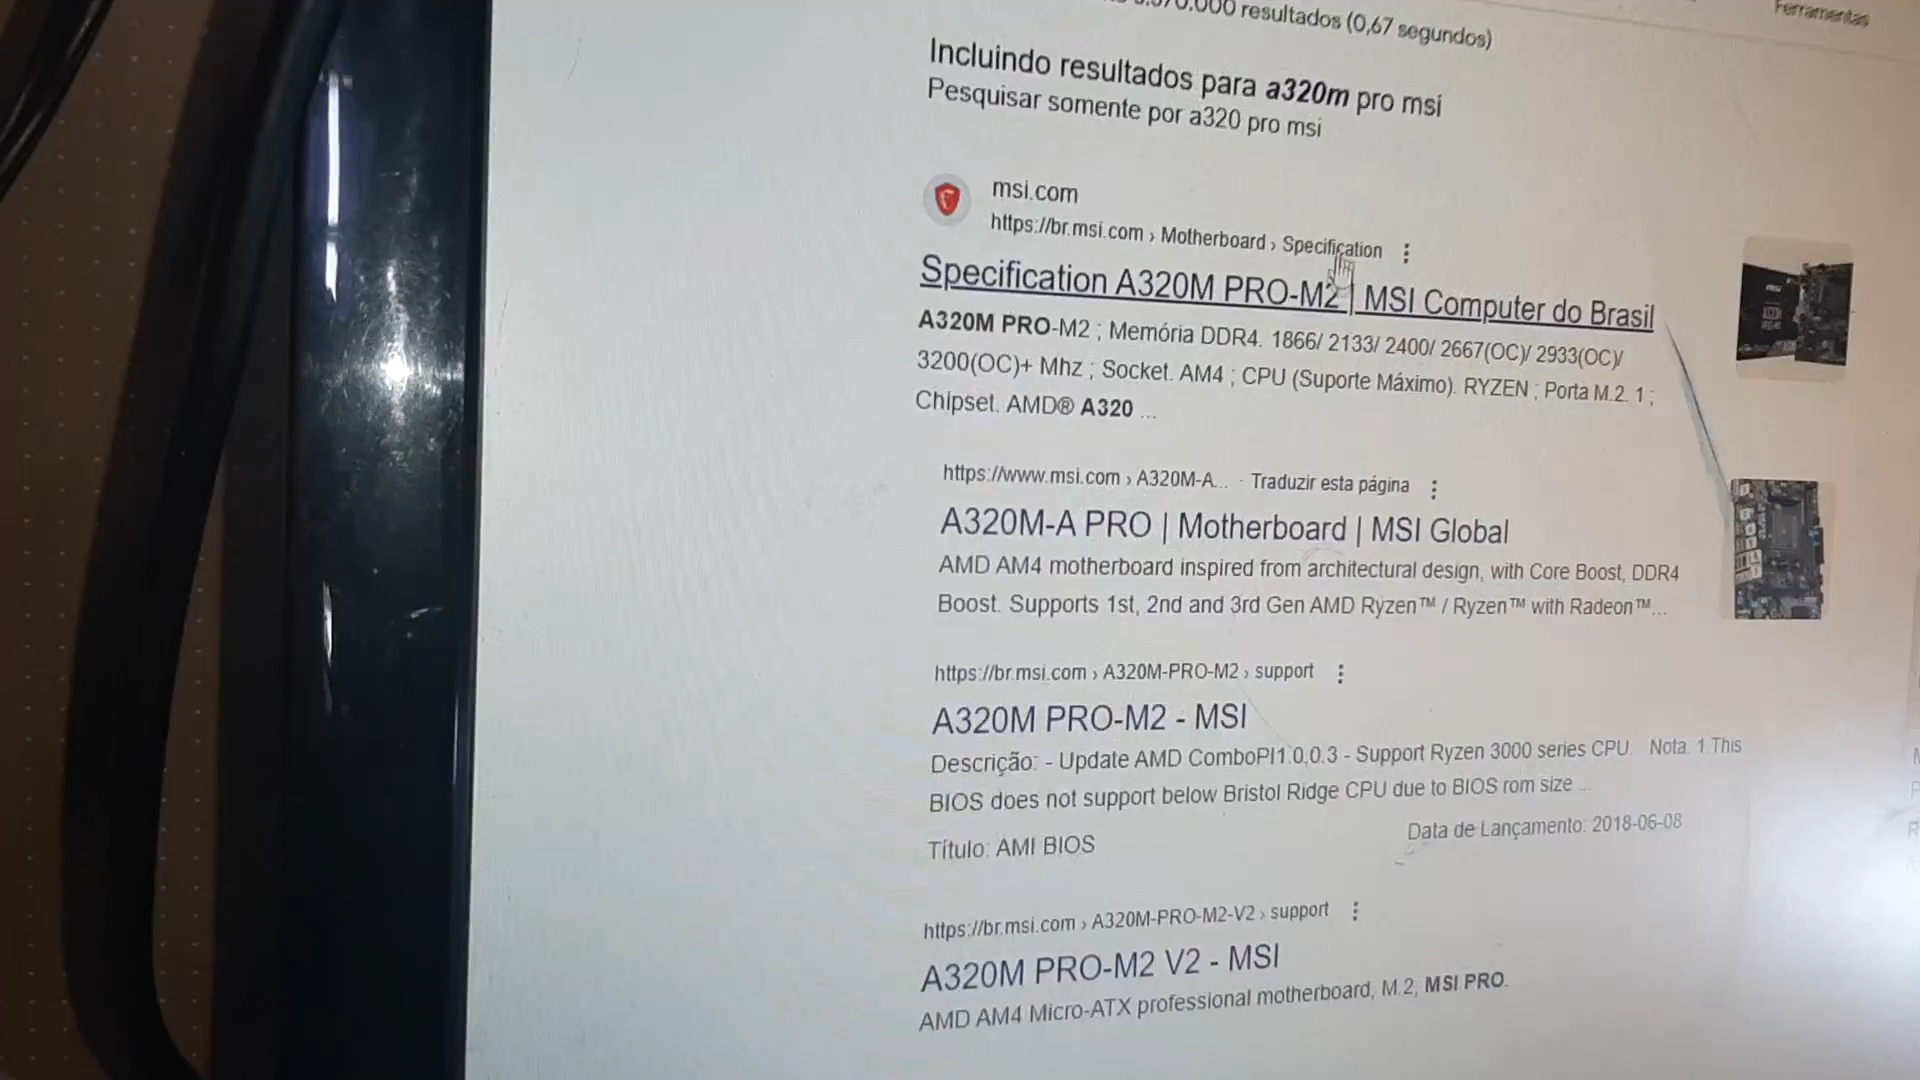 resultados (0,67 segundos)
Ferramentas
Incluindo resultados para a320m pro msi
Pesquisar somente por a320 pro msi
msi.com
https://br.msi.com › Motherboard › Specification
Specification A320M PRO-M2 | MSI Computer do Brasil
A320M PRO-M2 ; Memória DDR4. 1866/ 2133/ 2400/ 2667(OC)/ 2933(OC)/
3200(OC)+ Mhz ; Socket. AM4 ; CPU (Suporte Máximo). RYZEN ; Porta M.2. 1 ;
Chipset. AMD® A320 ...
https://www.msi.com › A320M-A... · Traduzir esta página
A320M-A PRO | Motherboard | MSI Global
AMD AM4 motherboard inspired from architectural design, with Core Boost, DDR4
Boost. Supports 1st, 2nd and 3rd Gen AMD Ryzen™ / Ryzen™ with Radeon™...
https://br.msi.com › A320M-PRO-M2 › support
A320M PRO-M2 - MSI
Descrição: - Update AMD ComboPI1.0.0.3 - Support Ryzen 3000 series CPU. Nota. 1.This
BIOS does not support below Bristol Ridge CPU due to BIOS rom size ...
Título: AMI BIOS
Data de Lançamento: 2018-06-08
https://br.msi.com › A320M-PRO-M2-V2 › support
A320M PRO-M2 V2 - MSI
AMD AM4 Micro-ATX professional motherboard, M.2, MSI PRO.